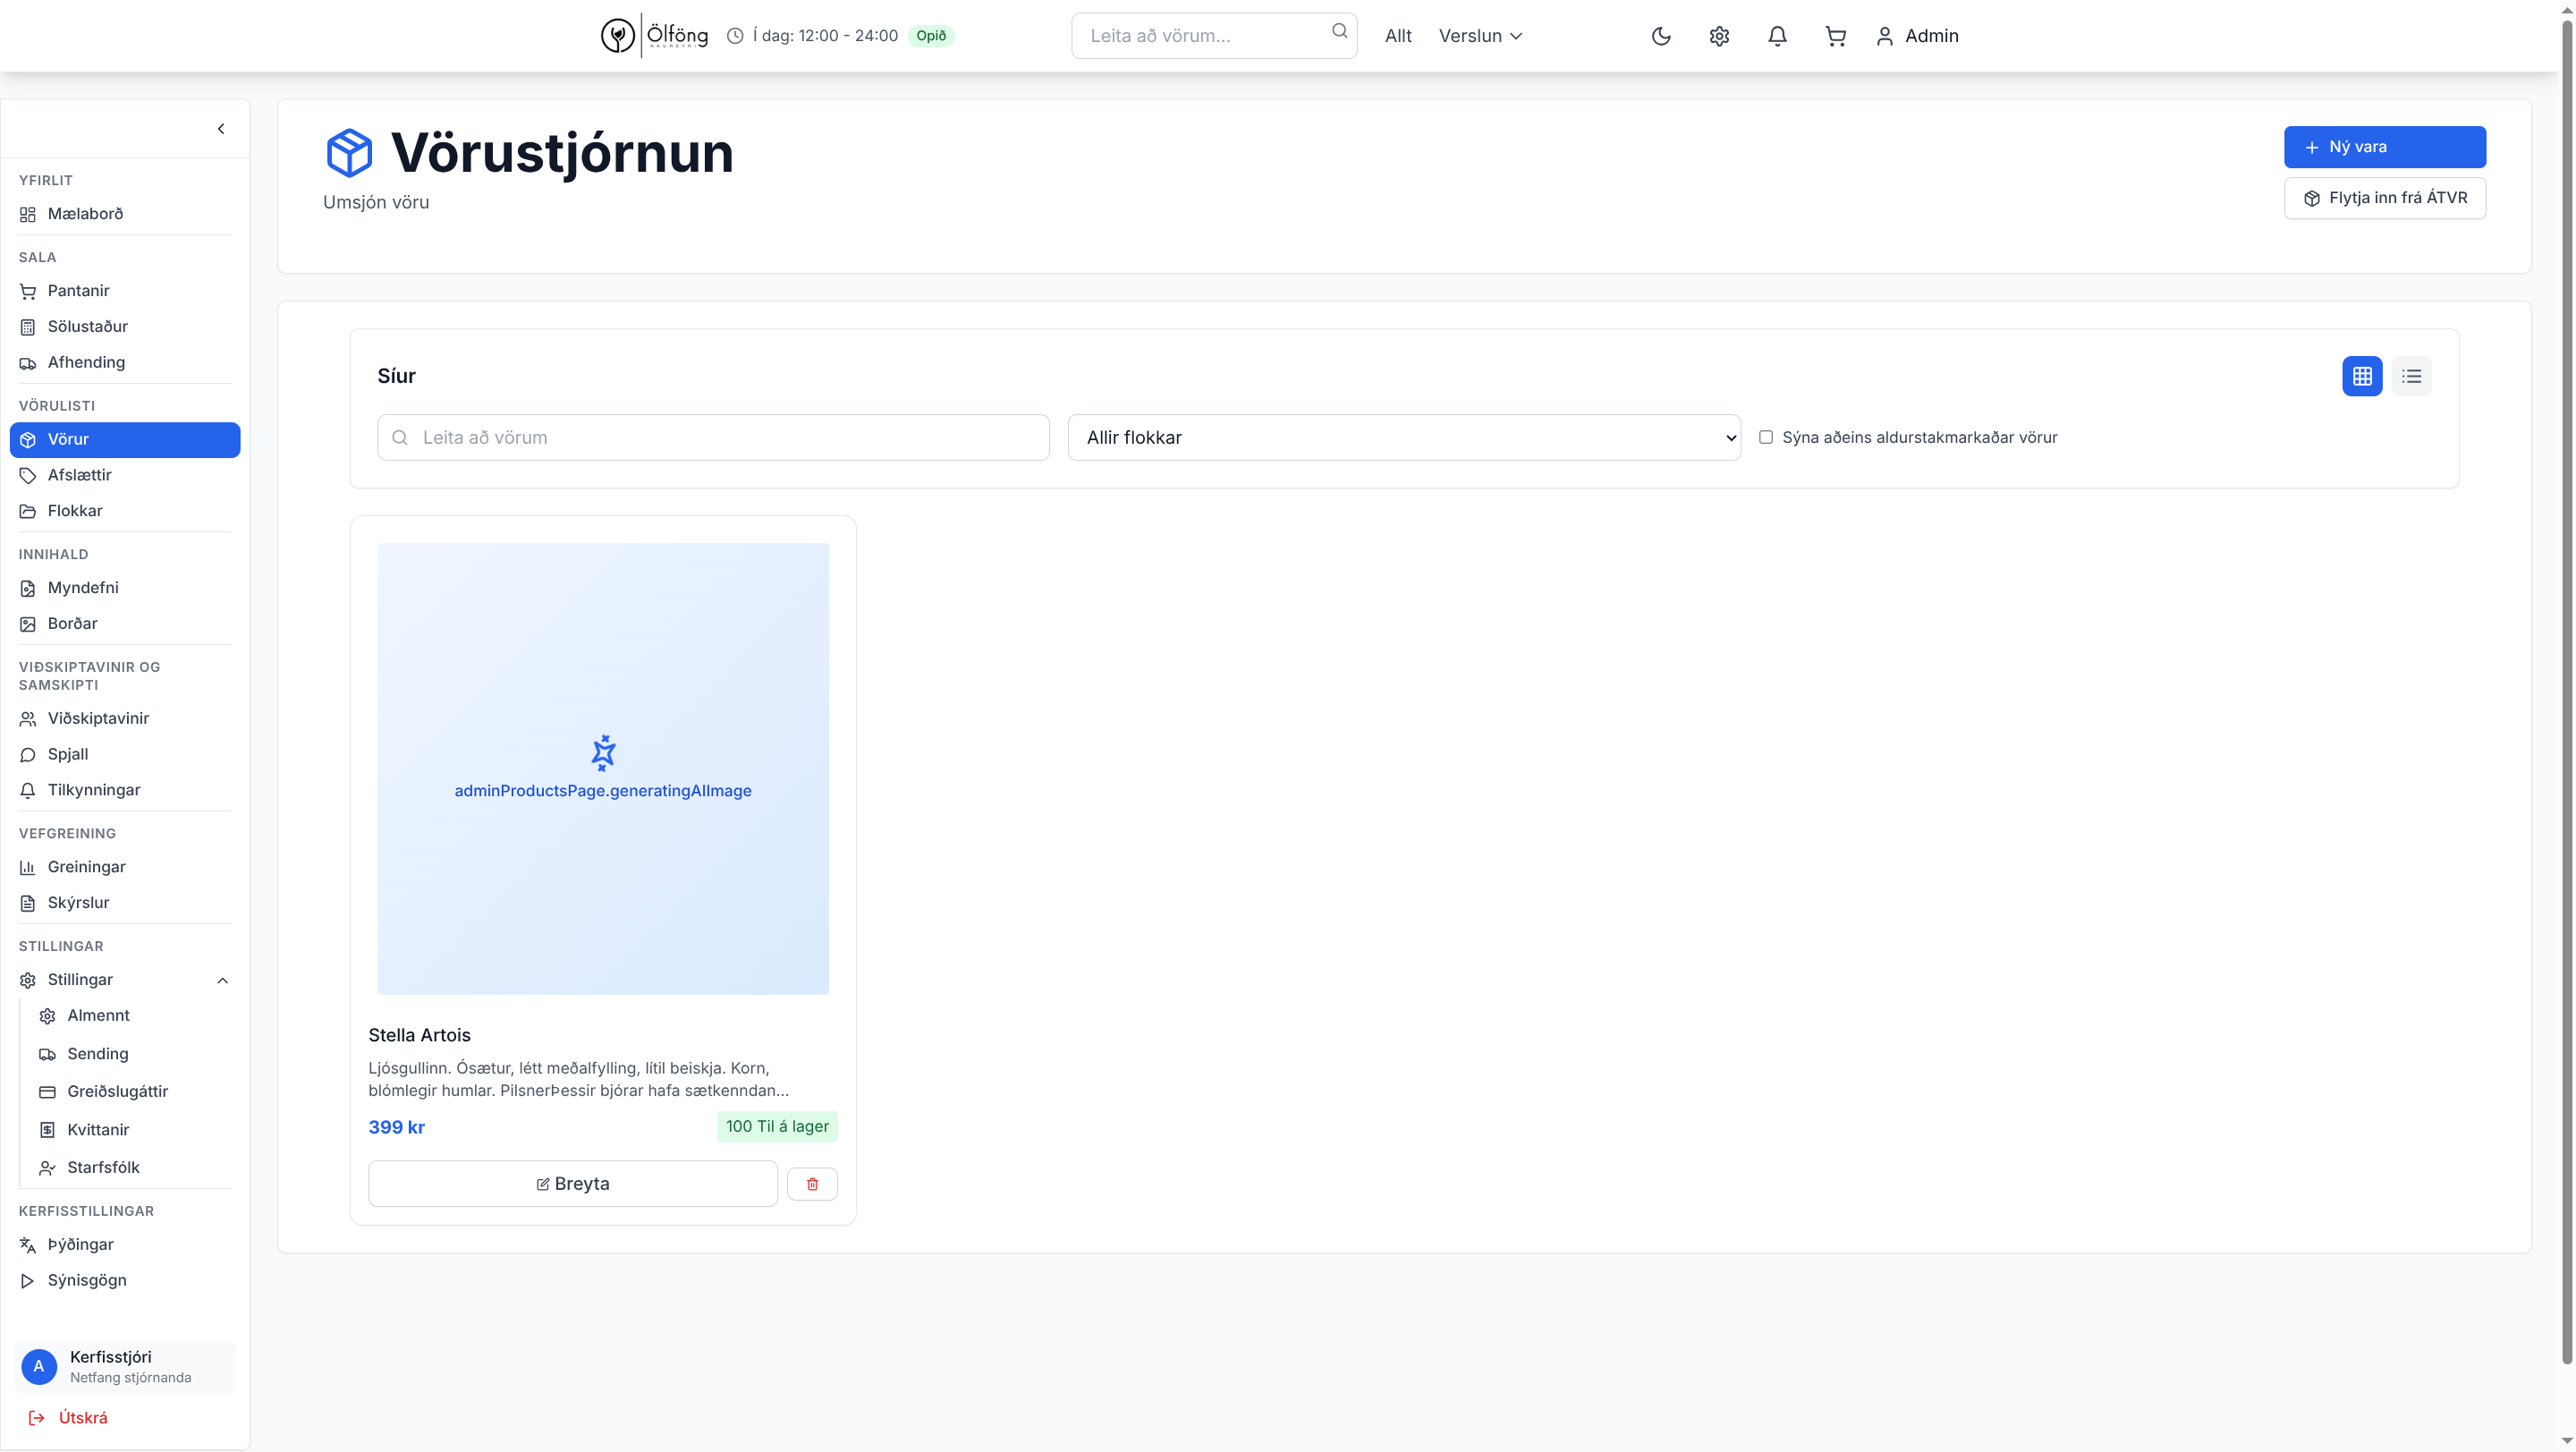 Ölföng
AKUREYRI
Í dag: 12:00 - 24:00
Opið
Leita að vörum...
Allt
Verslun
Admin
YFIRLIT
Mælaborð
SALA
Pantanir
Sölustaður
Afhending
VÖRULISTI
Vörur
Afslættir
Flokkar
INNIHALD
Myndefni
Borðar
VIÐSKIPTAVINIR OG
SAMSKIPTI
Viðskiptavinir
Spjall
Tilkynningar
VEFGREINING
Greiningar
Skýrslur
STILLINGAR
Stillingar
Almennt
Sending
Greiðslugáttir
Kvittanir
Starfsfólk
KERFISSTILLINGAR
Þýðingar
Sýnisgögn
A
Kerfisstjóri
Netfang stjórnanda
Útskrá
Vörustjórnun
Umsjón vöru
Ný vara
Flytja inn frá ÁTVR
Síur
Leita að vörum
Allir flokkar
Sýna aðeins aldurstakmarkaðar vörur
adminProductsPage.generatingAIImage
Stella Artois
Ljósgullinn. Ósætur, létt meðalfylling, lítil beiskja. Korn,
blómlegir humlar. PilsnerÞessir bjórar hafa sætkenndan...
399 kr
100 Til á lager
Breyta